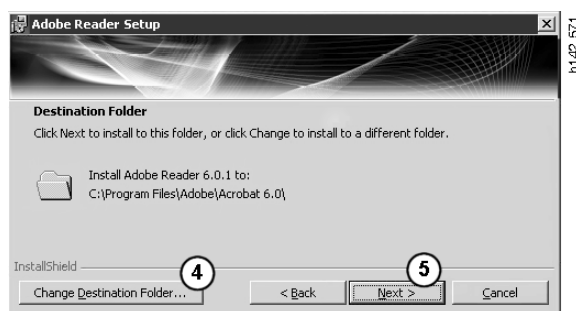 Adobe Reader Setup
h142_571
Destination Folder
Click Next to install to this folder, or click Change to install to a different folder.
Install Adobe Reader 6.0.1 to:
C:\Program Files\Adobe\Acrobat 6.0\
InstallShield
4
5
Change Destination Folder...
< Back
Next >
Cancel